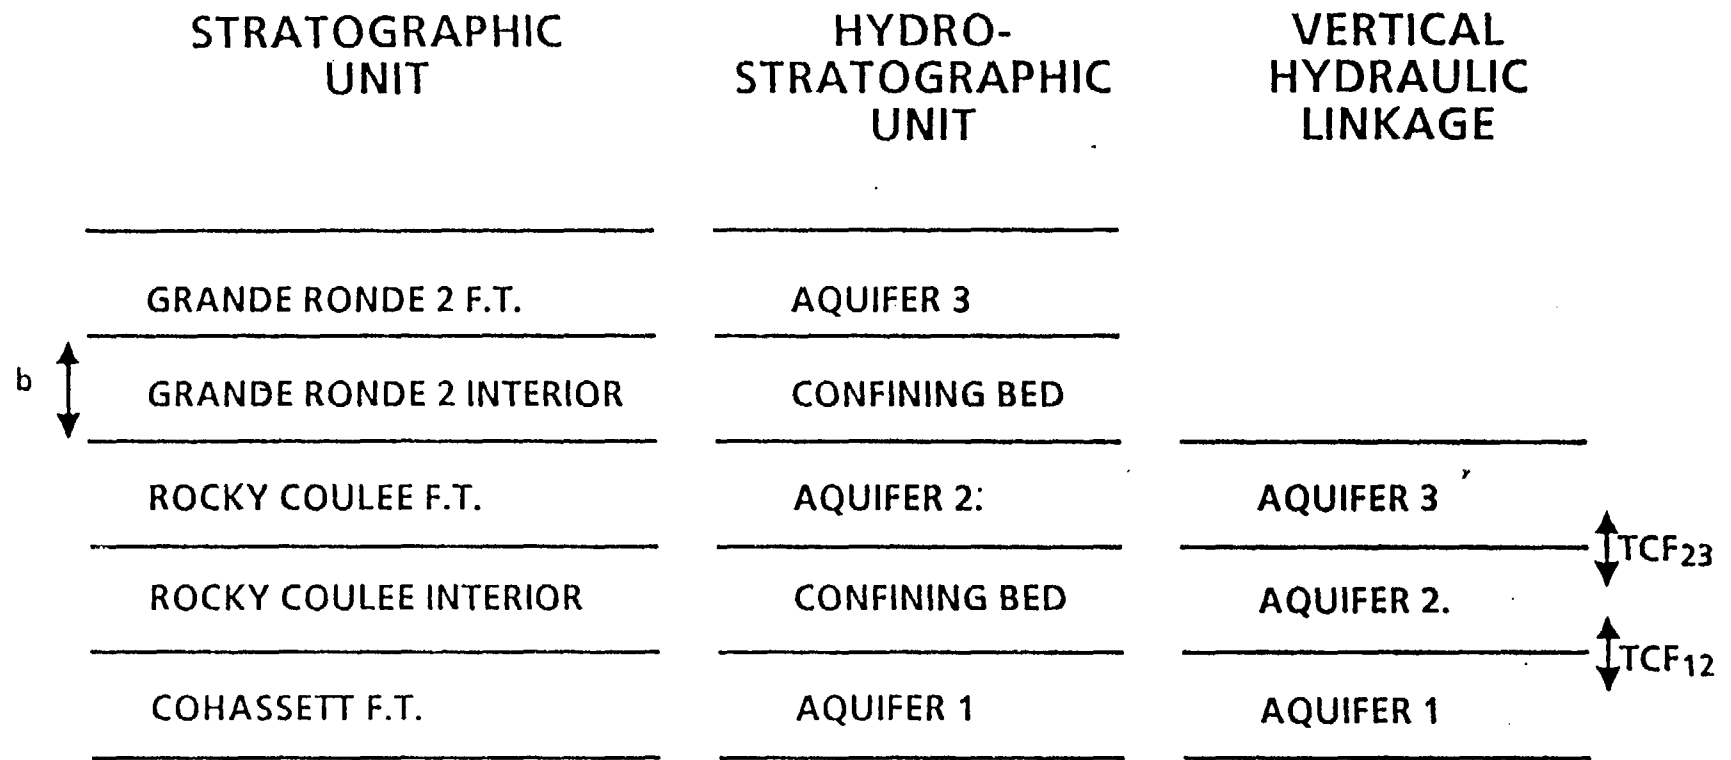 STRATOGRAPHIC
UNIT
HYDRO-
STRATOGRAPHIC
UNIT
VERTICAL
HYDRAULIC
LINKAGE
GRANDE RONDE 2 F.T.
AQUIFER 3
b
GRANDE RONDE 2 INTERIOR
CONFINING BED
ROCKY COULEE F.T.
AQUIFER 2:
AQUIFER 3
TCF23
ROCKY COULEE INTERIOR
CONFINING BED
AQUIFER 2.
TCF12
COHASSETT F.T.
AQUIFER 1
AQUIFER 1